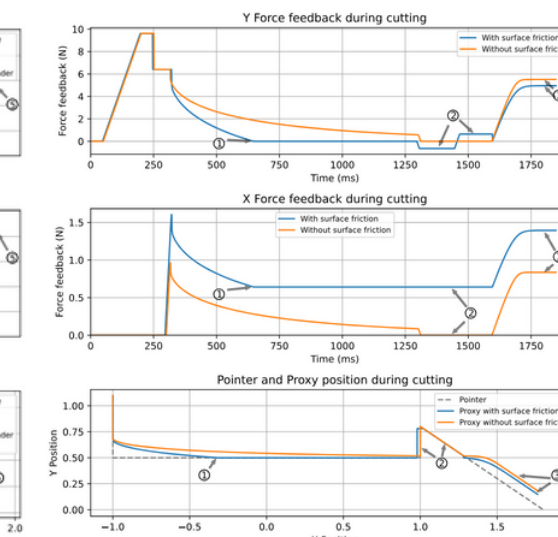 Y Force feedback during cutting
10
8
6
4
2
0
Force feedback (N)
With surface friction
Without surface fric
①
②
0 250 500 750 1000 1250 1500 1750
Time (ms)
der
⑤
X Force feedback during cutting
1.5
1.0
0.5
0.0
Force feedback (N)
With surface friction
Without surface friction
①
②
0 250 500 750 1000 1250 1500 1750
Time (ms)
⑤
Pointer and Proxy position during cutting
1.00
0.75
0.50
0.25
0.00
Y Position
Pointer
Proxy with surface friction
Proxy without surface fric
①
②
−1.0 −0.5 0.0 0.5 1.0 1.5
der
2.0